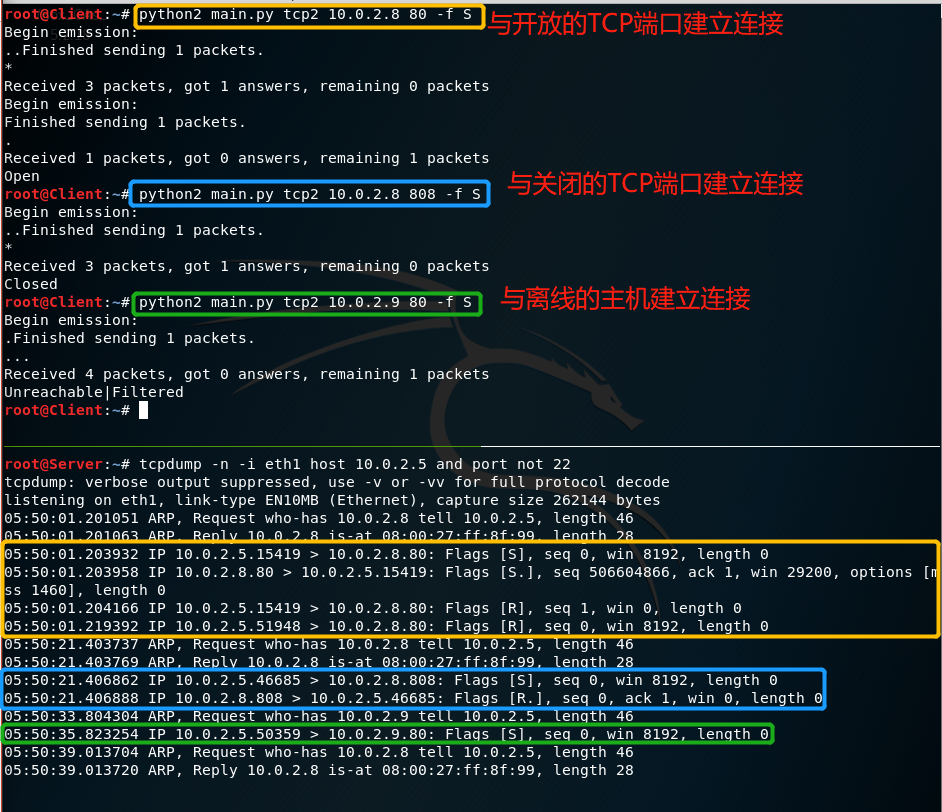 root@Client:~# python2 main.py tcp2 10.0.2.8 80 -f S 与开放的TCP端口建立连接
Begin emission:
..Finished sending 1 packets.
*
Received 3 packets, got 1 answers, remaining 0 packets
Begin emission:
Finished sending 1 packets.
.
Received 1 packets, got 0 answers, remaining 1 packets
Open
root@Client:~# python2 main.py tcp2 10.0.2.8 808 -f S 与关闭的TCP端口建立连接
Begin emission:
..Finished sending 1 packets.
*
Received 3 packets, got 1 answers, remaining 0 packets
Closed
root@Client:~# python2 main.py tcp2 10.0.2.9 80 -f S 与离线的主机建立连接
Begin emission:
.Finished sending 1 packets.
...
Received 4 packets, got 0 answers, remaining 1 packets
Unreachable|Filtered
root@Client:~#
root@Server:~# tcpdump -n -i eth1 host 10.0.2.5 and port not 22
tcpdump: verbose output suppressed, use -v or -vv for full protocol decode
listening on eth1, link-type EN10MB (Ethernet), capture size 262144 bytes
05:50:01.201051 ARP, Request who-has 10.0.2.8 tell 10.0.2.5, length 46
05:50:01.201063 ARP, Reply 10.0.2.8 is-at 08:00:27:ff:8f:99, length 28
05:50:01.203932 IP 10.0.2.5.15419 > 10.0.2.8.80: Flags [S], seq 0, win 8192, length 0
05:50:01.203958 IP 10.0.2.8.80 > 10.0.2.5.15419: Flags [S.], seq 506604866, ack 1, win 29200, options [m
ss 1460], length 0
05:50:01.204166 IP 10.0.2.5.15419 > 10.0.2.8.80: Flags [R], seq 1, win 0, length 0
05:50:01.219392 IP 10.0.2.5.51948 > 10.0.2.8.80: Flags [R], seq 0, win 8192, length 0
05:50:21.403737 ARP, Request who-has 10.0.2.8 tell 10.0.2.5, length 46
05:50:21.403769 ARP, Reply 10.0.2.8 is-at 08:00:27:ff:8f:99, length 28
05:50:21.406862 IP 10.0.2.5.46685 > 10.0.2.8.808: Flags [S], seq 0, win 8192, length 0
05:50:21.406888 IP 10.0.2.8.808 > 10.0.2.5.46685: Flags [R.], seq 0, ack 1, win 0, length 0
05:50:33.804304 ARP, Request who-has 10.0.2.9 tell 10.0.2.5, length 46
05:50:35.823254 IP 10.0.2.5.50359 > 10.0.2.9.80: Flags [S], seq 0, win 8192, length 0
05:50:39.013704 ARP, Request who-has 10.0.2.8 tell 10.0.2.5, length 46
05:50:39.013720 ARP, Reply 10.0.2.8 is-at 08:00:27:ff:8f:99, length 28